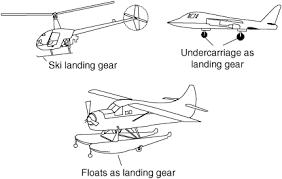 Ski landing gear
Undercarriage as
landing gear
Floats as landing gear